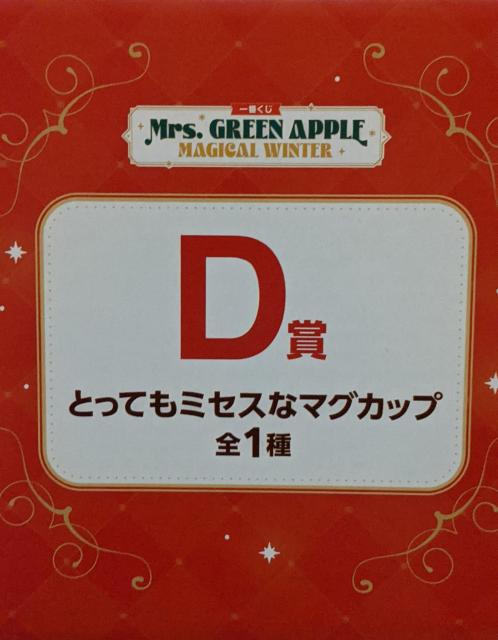 一番くじ
Mrs. GREEN APPLE
MAGICAL WINTER
D賞
とってもミセスなマグカップ
全1種